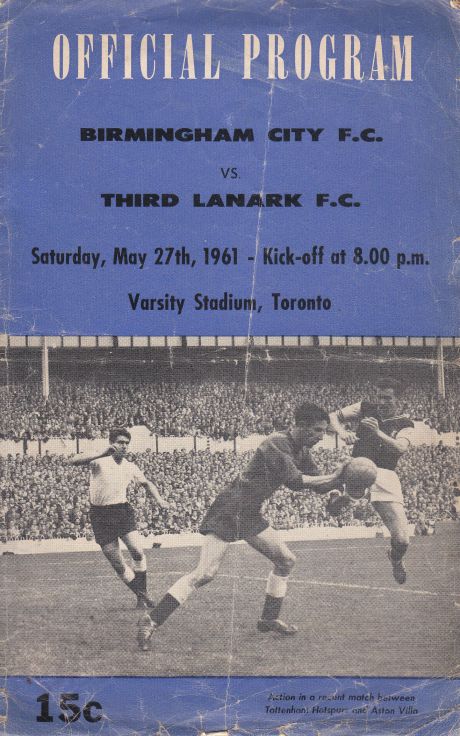 OFFICIAL PROGRAM
BIRMINGHAM CITY F.C.
VS.
THIRD LANARK F.C.
Saturday, May 27th, 1961 - Kick-off at 8.00 p.m.
Varsity Stadium, Toronto
15c
Action in a recent match between
Tottenham Hotspurs and Aston Villa